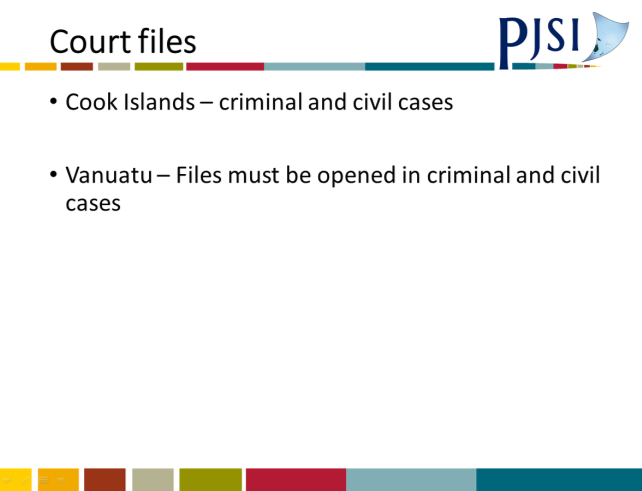 Court files
PJSI
• Cook Islands – criminal and civil cases
• Vanuatu – Files must be opened in criminal and civil
cases